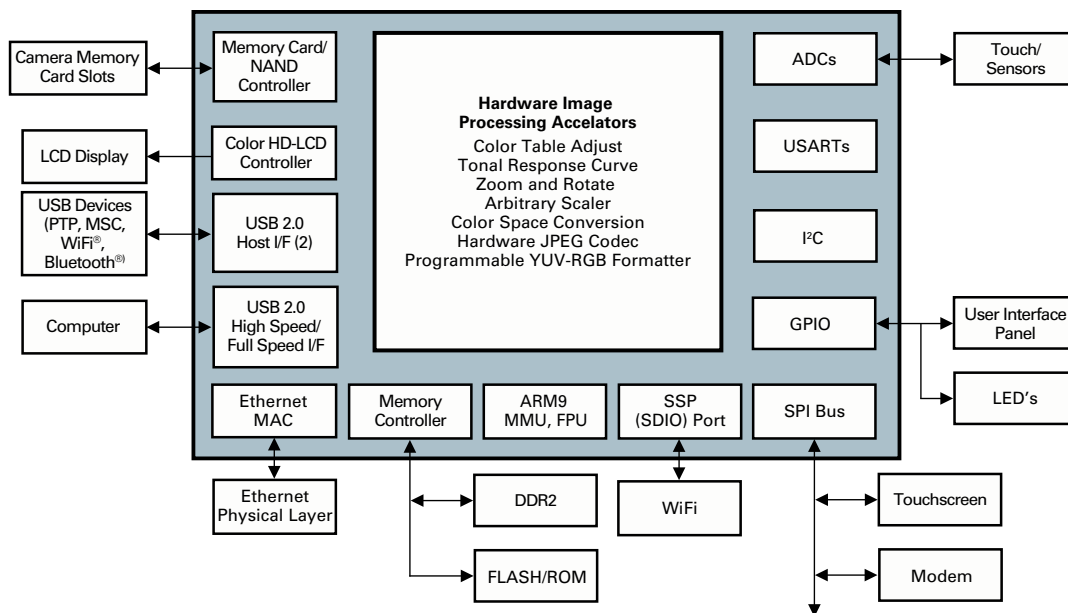 Camera Memory
Card Slots
Memory Card/
NAND
Controller
LCD Display
Color HD-LCD
Controller
USB Devices
(PTP, MSC,
WiFi®,
Bluetooth®)
USB 2.0
Host I/F (2)
Computer
USB 2.0
High Speed/
Full Speed I/F
Hardware Image
Processing Accelators
Color Table Adjust
Tonal Response Curve
Zoom and Rotate
Arbitrary Scaler
Color Space Conversion
Hardware JPEG Codec
Programmable YUV-RGB Formatter
ADCs
Touch/
Sensors
USARTs
I²C
GPIO
User Interface
Panel
LED's
Ethernet
MAC
Memory
Controller
ARM9
MMU, FPU
SSP
(SDIO) Port
SPI Bus
Ethernet
Physical Layer
DDR2
WiFi
Touchscreen
FLASH/ROM
Modem